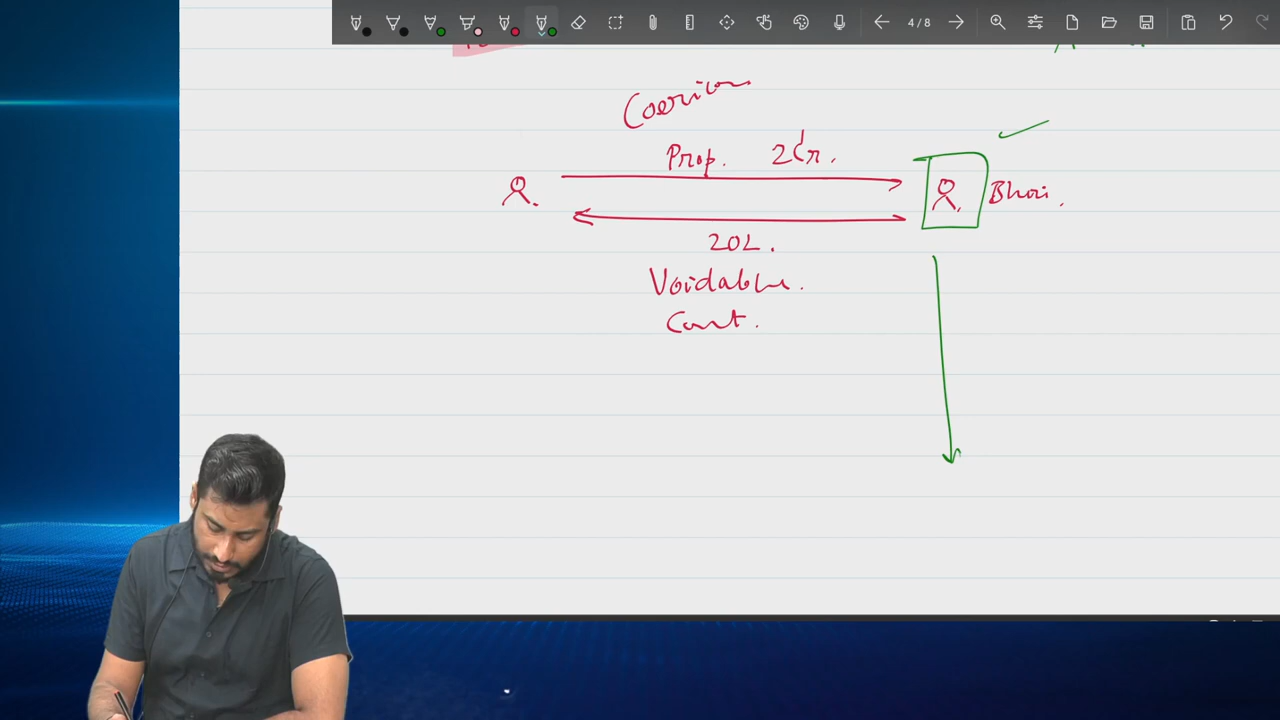 4/8
Coercion
Prop. 2Cr.
Bhai.
20L.
Voidable.
Cont.